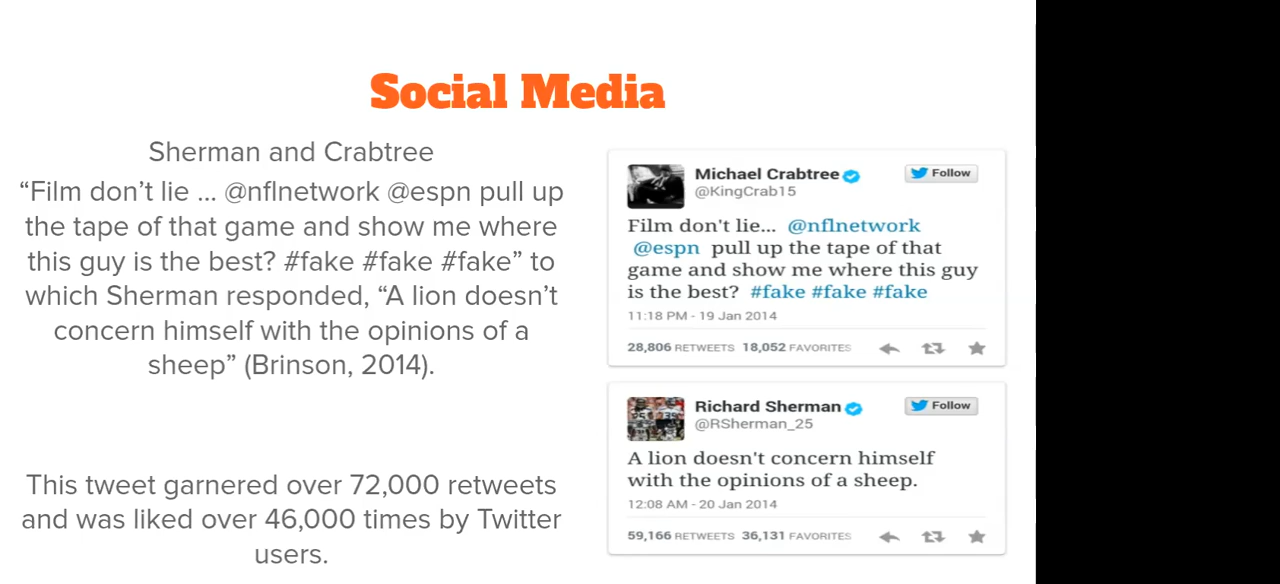 Social Media
Sherman and Crabtree
“Film don’t lie ... @nflnetwork @espn pull up
the tape of that game and show me where
this guy is the best? #fake #fake #fake” to
which Sherman responded, “A lion doesn’t
concern himself with the opinions of a
sheep” (Brinson, 2014).
This tweet garnered over 72,000 retweets
and was liked over 46,000 times by Twitter
users.
Michael Crabtree
Follow
@KingCrab15
Film don't lie... @nflnetwork
@espn pull up the tape of that
game and show me where this guy
is the best? #fake #fake #fake
11:18 PM - 19 Jan 2014
28,806 RETWEETS 18,052 FAVORITES
Richard Sherman
Follow
@RSherman_25
A lion doesn't concern himself
with the opinions of a sheep.
12:08 AM - 20 Jan 2014
59,166 RETWEETS 36,131 FAVORITES